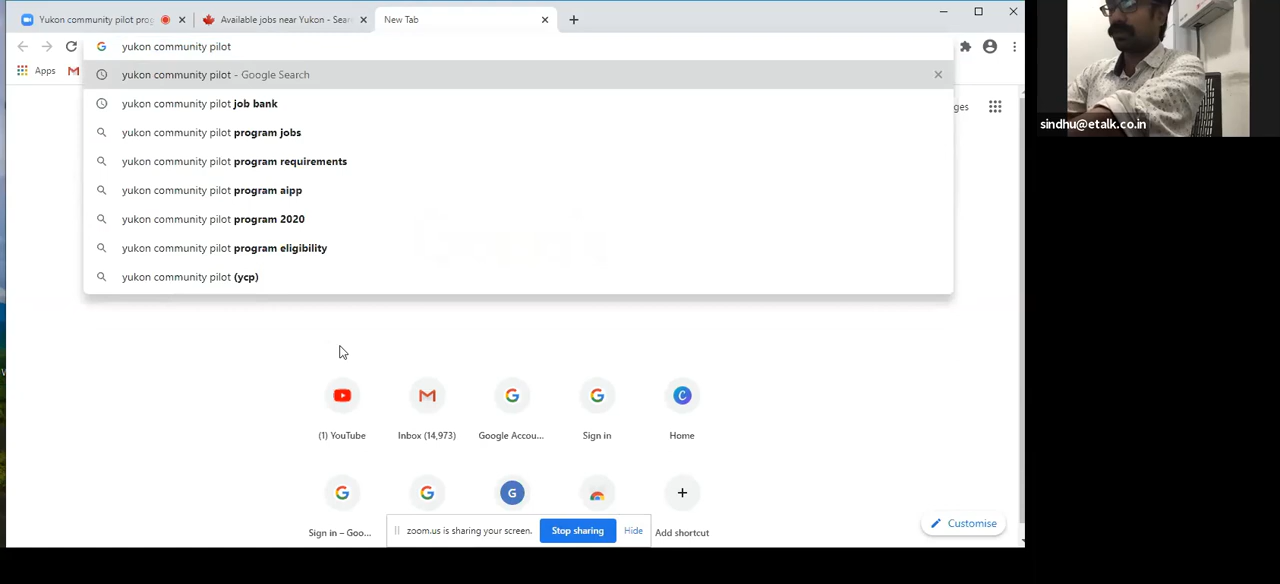 Yukon community pilot prog
Available jobs near Yukon - Sear
New Tab
yukon community pilot
Apps
yukon community pilot - Google Search
yukon community pilot job bank
yukon community pilot program jobs
yukon community pilot program requirements
yukon community pilot program aipp
yukon community pilot program 2020
yukon community pilot program eligibility
yukon community pilot (ycp)
ges
sindhu@etalk.co.in
(1) YouTube
Inbox (14,973)
Google Accou...
Sign in
Home
G
Sign in – Goo...
Add shortcut
zoom.us is sharing your screen.
Stop sharing
Hide
Customise